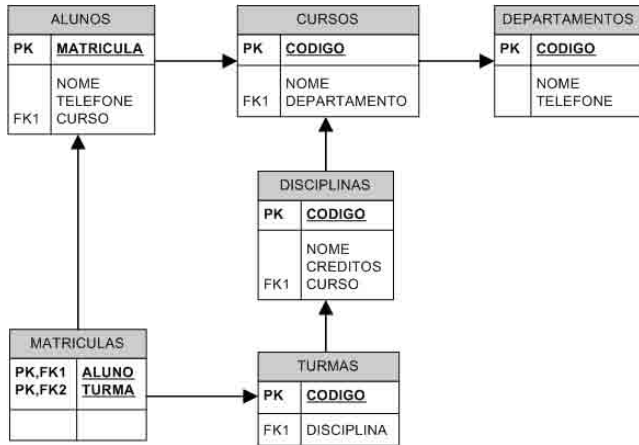 ALUNOS
PK MATRICULA
NOME
TELEFONE
FK1 CURSO
CURSOS
PK CODIGO
NOME
FK1 DEPARTAMENTO
DEPARTAMENTOS
PK CODIGO
NOME
TELEFONE
DISCIPLINAS
PK CODIGO
NOME
CREDITOS
FK1 CURSO
MATRICULAS
PK,FK1 ALUNO
PK,FK2 TURMA
TURMAS
PK CODIGO
FK1 DISCIPLINA